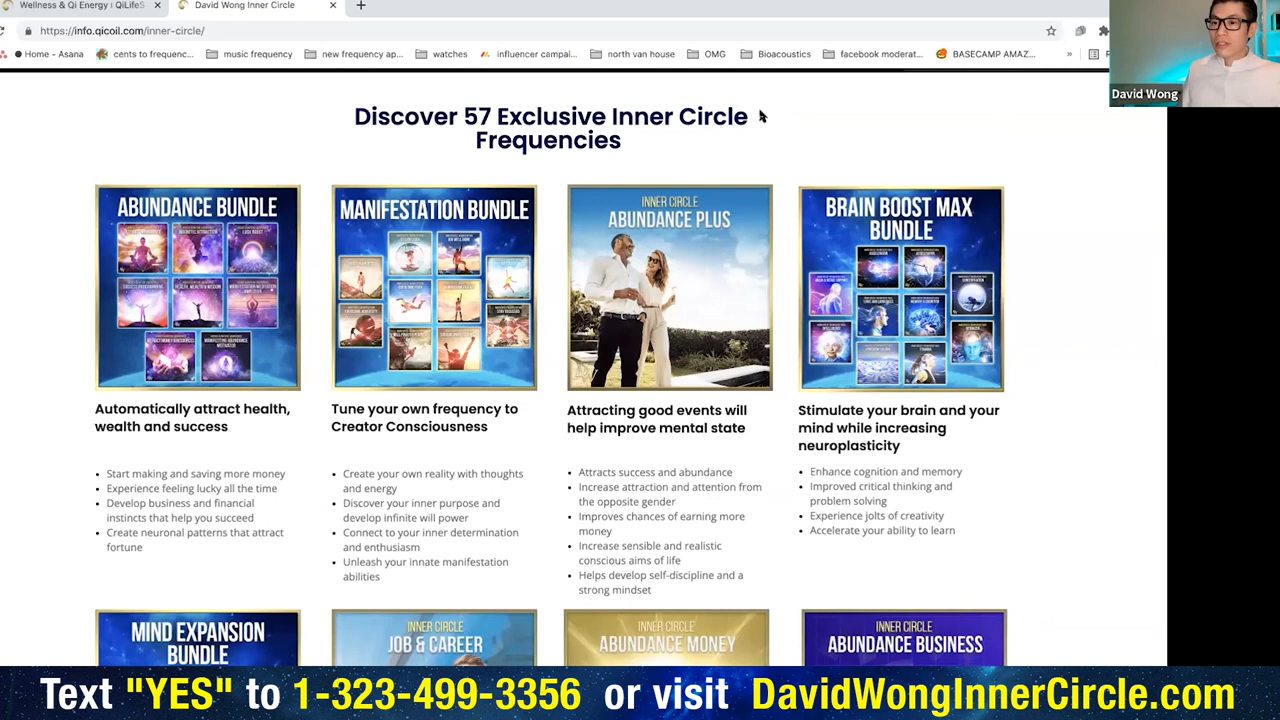 Wellness & Qi Energy : QiLifeS
David Wong Inner Circle
https://info.qicoil.com/inner-circle/
Home - Asana
cents to frequenc...
music frequency
new frequency ap...
watches
influencer campai...
north van house
OMG
Bioacoustics
facebook moderat...
BASECAMP AMAZ...
David Wong
Discover 57 Exclusive Inner Circle
Frequencies
ABUNDANCE BUNDLE
Automatically attract health,
wealth and success
• Start making and saving more money
• Experience feeling lucky all the time
• Develop business and financial
instincts that help you succeed
• Create neuronal patterns that attract
fortune
MANIFESTATION BUNDLE
Tune your own frequency to
Creator Consciousness
• Create your own reality with thoughts
and energy
• Discover your inner purpose and
develop infinite will power
• Connect to your inner determination
and enthusiasm
• Unleash your innate manifestation
abilities
INNER CIRCLE
ABUNDANCE PLUS
Attracting good events will
help improve mental state
• Attracts success and abundance
• Increase attraction and attention from
the opposite gender
• Improves chances of earning more
money
• Increase sensible and realistic
conscious aims of life
• Helps develop self-discipline and a
strong mindset
BRAIN BOOST MAX
BUNDLE
Stimulate your brain and your
mind while increasing
neuroplasticity
• Enhance cognition and memory
• Improved critical thinking and
problem solving
• Experience jolts of creativity
• Accelerate your ability to learn
MIND EXPANSION
BUNDLE
INNER CIRCLE
JOB & CAREER
INNER CIRCLE
ABUNDANCE MONEY
INNER CIRCLE
ABUNDANCE BUSINESS
Text "YES" to 1-323-499-3356 or visit DavidWongInnerCircle.com